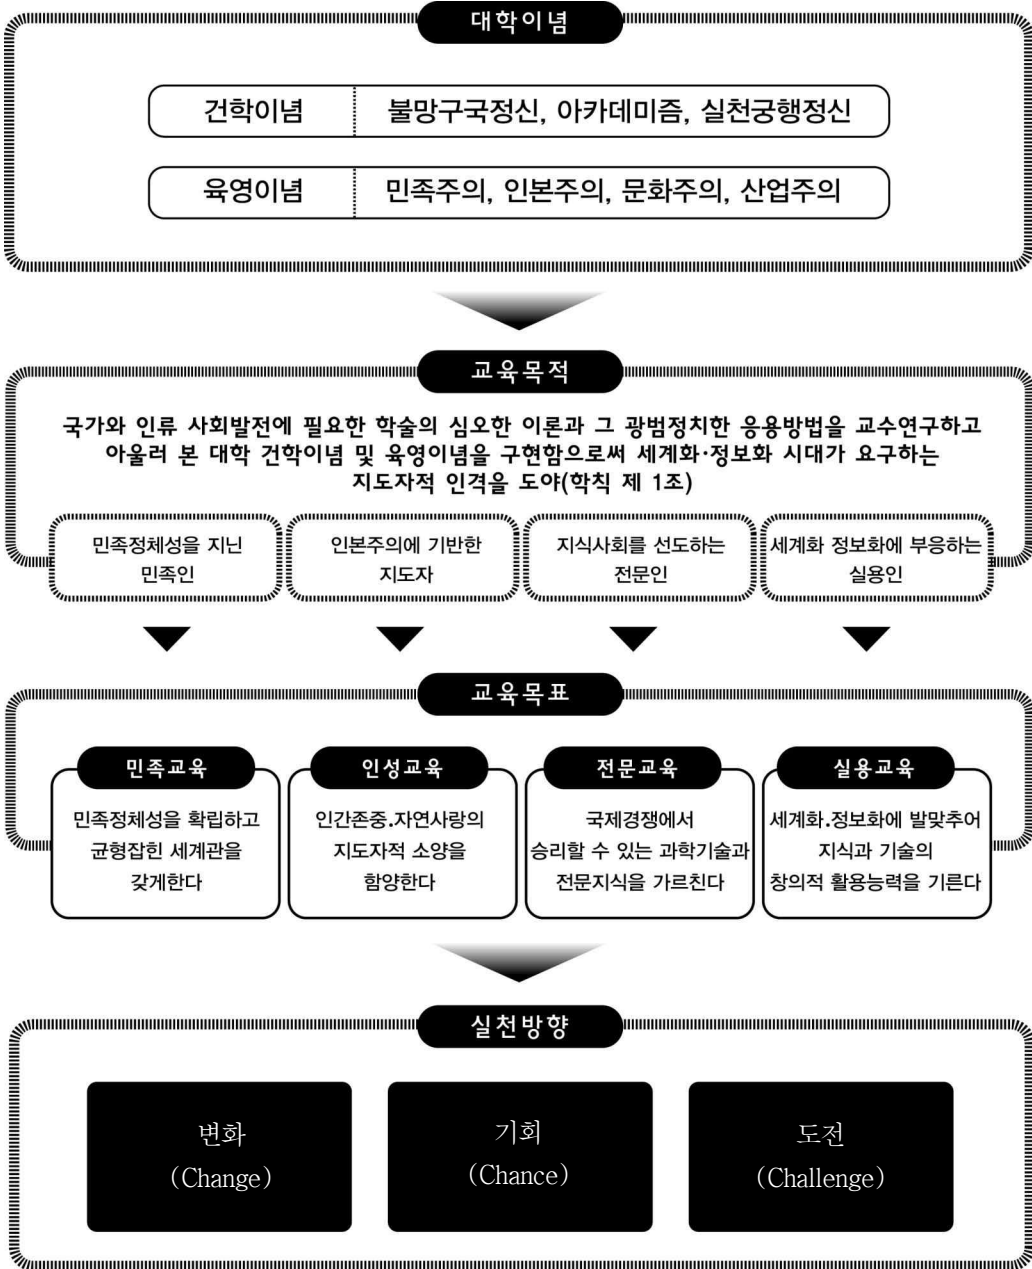 대학이념
건학이념 불망구국정신, 아카데미즘, 실천궁행정신
육영이념 민족주의, 인본주의, 문화주의, 산업주의
교육목적
국가와 인류 사회발전에 필요한 학술의 심오한 이론과 그 광범정치한 응용방법을 교수연구하고
아울러 본 대학 건학이념 및 육영이념을 구현함으로써 세계화·정보화 시대가 요구하는
지도자적 인격을 도야(학칙 제 1조)
민족정체성을 지닌
민족인
인본주의에 기반한
지도자
지식사회를 선도하는
전문인
세계화 정보화에 부응하는
실용인
교육목표
민족교육
민족정체성을 확립하고
균형잡힌 세계관을
갖게한다
인성교육
인간존중.자연사랑의
지도자적 소양을
함양한다
전문교육
국제경쟁에서
승리할 수 있는 과학기술과
전문지식을 가르친다
실용교육
세계화.정보화에 발맞추어
지식과 기술의
창의적 활용능력을 기른다
실천방향
변화
(Change)
기회
(Chance)
도전
(Challenge)